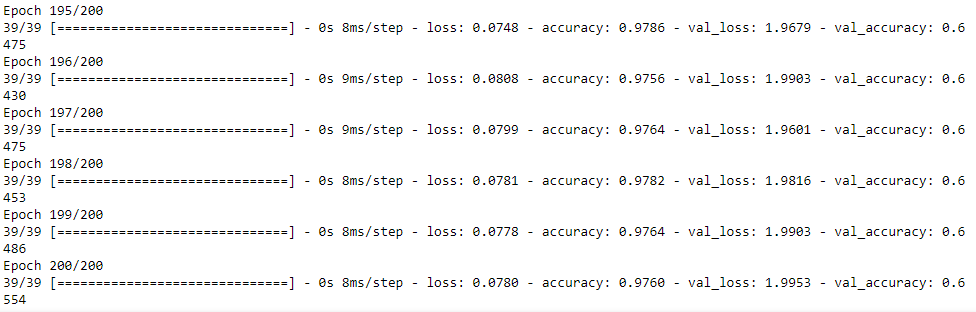 Epoch 195/200
39/39 [==============================] - 0s 8ms/step - loss: 0.0748 - accuracy: 0.9786 - val_loss: 1.9679 - val_accuracy: 0.6
475
Epoch 196/200
39/39 [==============================] - 0s 9ms/step - loss: 0.0808 - accuracy: 0.9756 - val_loss: 1.9903 - val_accuracy: 0.6
430
Epoch 197/200
39/39 [==============================] - 0s 9ms/step - loss: 0.0799 - accuracy: 0.9764 - val_loss: 1.9601 - val_accuracy: 0.6
475
Epoch 198/200
39/39 [==============================] - 0s 8ms/step - loss: 0.0781 - accuracy: 0.9782 - val_loss: 1.9816 - val_accuracy: 0.6
453
Epoch 199/200
39/39 [==============================] - 0s 8ms/step - loss: 0.0778 - accuracy: 0.9764 - val_loss: 1.9903 - val_accuracy: 0.6
486
Epoch 200/200
39/39 [==============================] - 0s 8ms/step - loss: 0.0780 - accuracy: 0.9760 - val_loss: 1.9953 - val_accuracy: 0.6
554